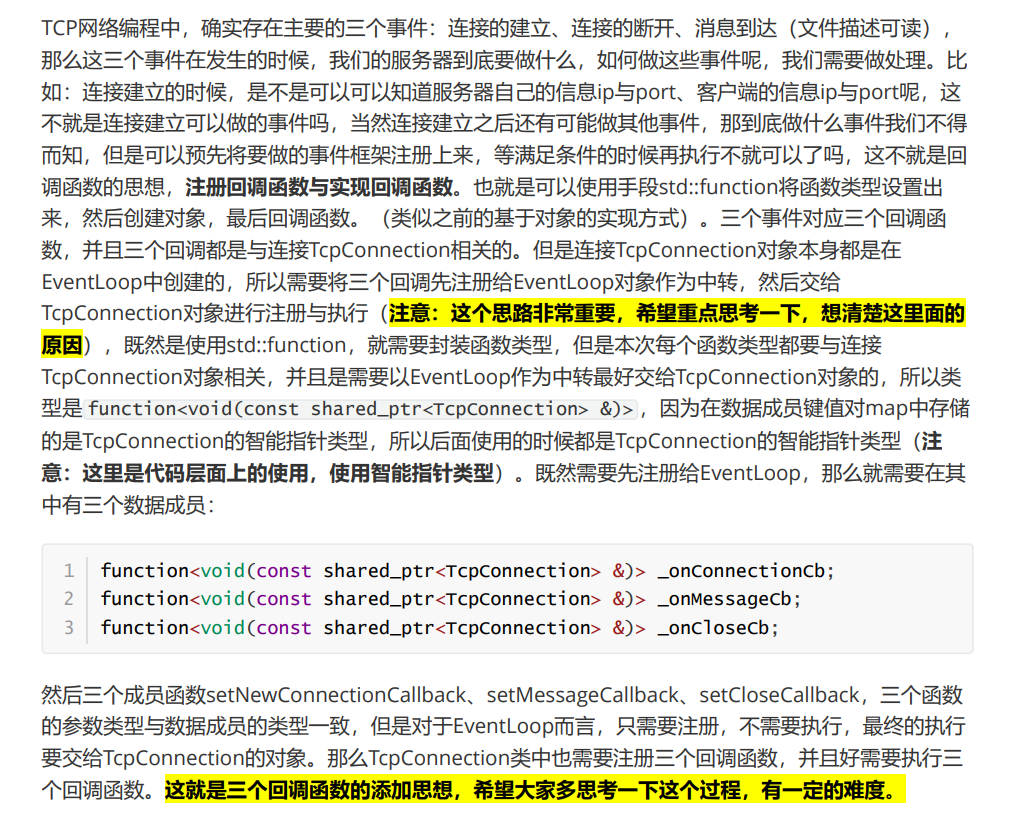 TCP网络编程中，确实存在主要的三个事件：连接的建立、连接的断开、消息到达（文件描述可读），
那么这三个事件在发生的时候，我们的服务器到底要做什么，如何做这些事件呢，我们需要做处理。比
如：连接建立的时候，是不是可以可以知道服务器自己的信息ip与port、客户端的信息ip与port呢，这
不就是连接建立可以做的事件吗，当然连接建立之后还有可能做其他事件，那到底做什么事件我们不得
而知，但是可以预先将要做的事件框架注册上来，等满足条件的时候再执行不就可以了吗，这不就是回
调函数的思想，注册回调函数与实现回调函数。也就是可以使用手段std::function将函数类型设置出
来，然后创建对象，最后回调函数。（类似之前的基于对象的实现方式）。三个事件对应三个回调函
数，并且三个回调都是与连接TcpConnection相关的。但是连接TcpConnection对象本身都是在
EventLoop中创建的，所以需要将三个回调先注册给EventLoop对象作为中转，然后交给
TcpConnection对象进行注册与执行（注意：这个思路非常重要，希望重点思考一下，想清楚这里面的
原因），既然是使用std::function，就需要封装函数类型，但是本次每个函数类型都要与连接
TcpConnection对象相关，并且是需要以EventLoop作为中转最好交给TcpConnection对象的，所以类
型是function<void(const shared_ptr<TcpConnection> &)>，因为在数据成员键值对map中存储
的是TcpConnection的智能指针类型，所以后面使用的时候都是TcpConnection的智能指针类型（注
意：这里是代码层面上的使用，使用智能指针类型）。既然需要先注册给EventLoop，那么就需要在其
中有三个数据成员：
1 function<void(const shared_ptr<TcpConnection> &)> _onConnectionCb;
2 function<void(const shared_ptr<TcpConnection> &)> _onMessageCb;
3 function<void(const shared_ptr<TcpConnection> &)> _onCloseCb;
然后三个成员函数setNewConnectionCallback、setMessageCallback、setCloseCallback，三个函数
的参数类型与数据成员的类型一致，但是对于EventLoop而言，只需要注册，不需要执行，最终的执行
要交给TcpConnection的对象。那么TcpConnection类中也需要注册三个回调函数，并且好需要执行三
个回调函数。这就是三个回调函数的添加思想，希望大家多思考一下这个过程，有一定的难度。